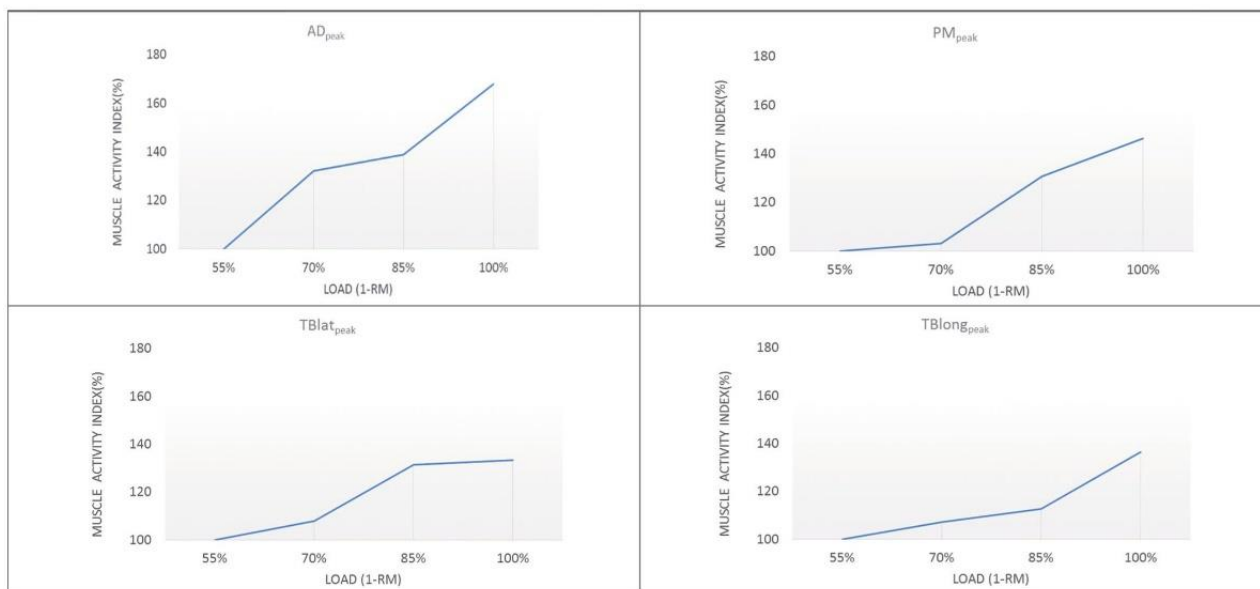 ADpeak
MUSCLE ACTIVITY INDEX(%)
180
160
140
120
100
55% 70% 85% 100%
LOAD (1-RM)
PMpeak
MUSCLE ACTIVITY INDEX(%)
180
160
140
120
100
55% 70% 85% 100%
LOAD (1-RM)
TBlatpeak
MUSCLE ACTIVITY INDEX(%)
180
160
140
120
100
55% 70% 85% 100%
LOAD (1-RM)
TBlongpeak
MUSCLE ACTIVITY INDEX(%)
180
160
140
120
100
55% 70% 85% 100%
LOAD (1-RM)